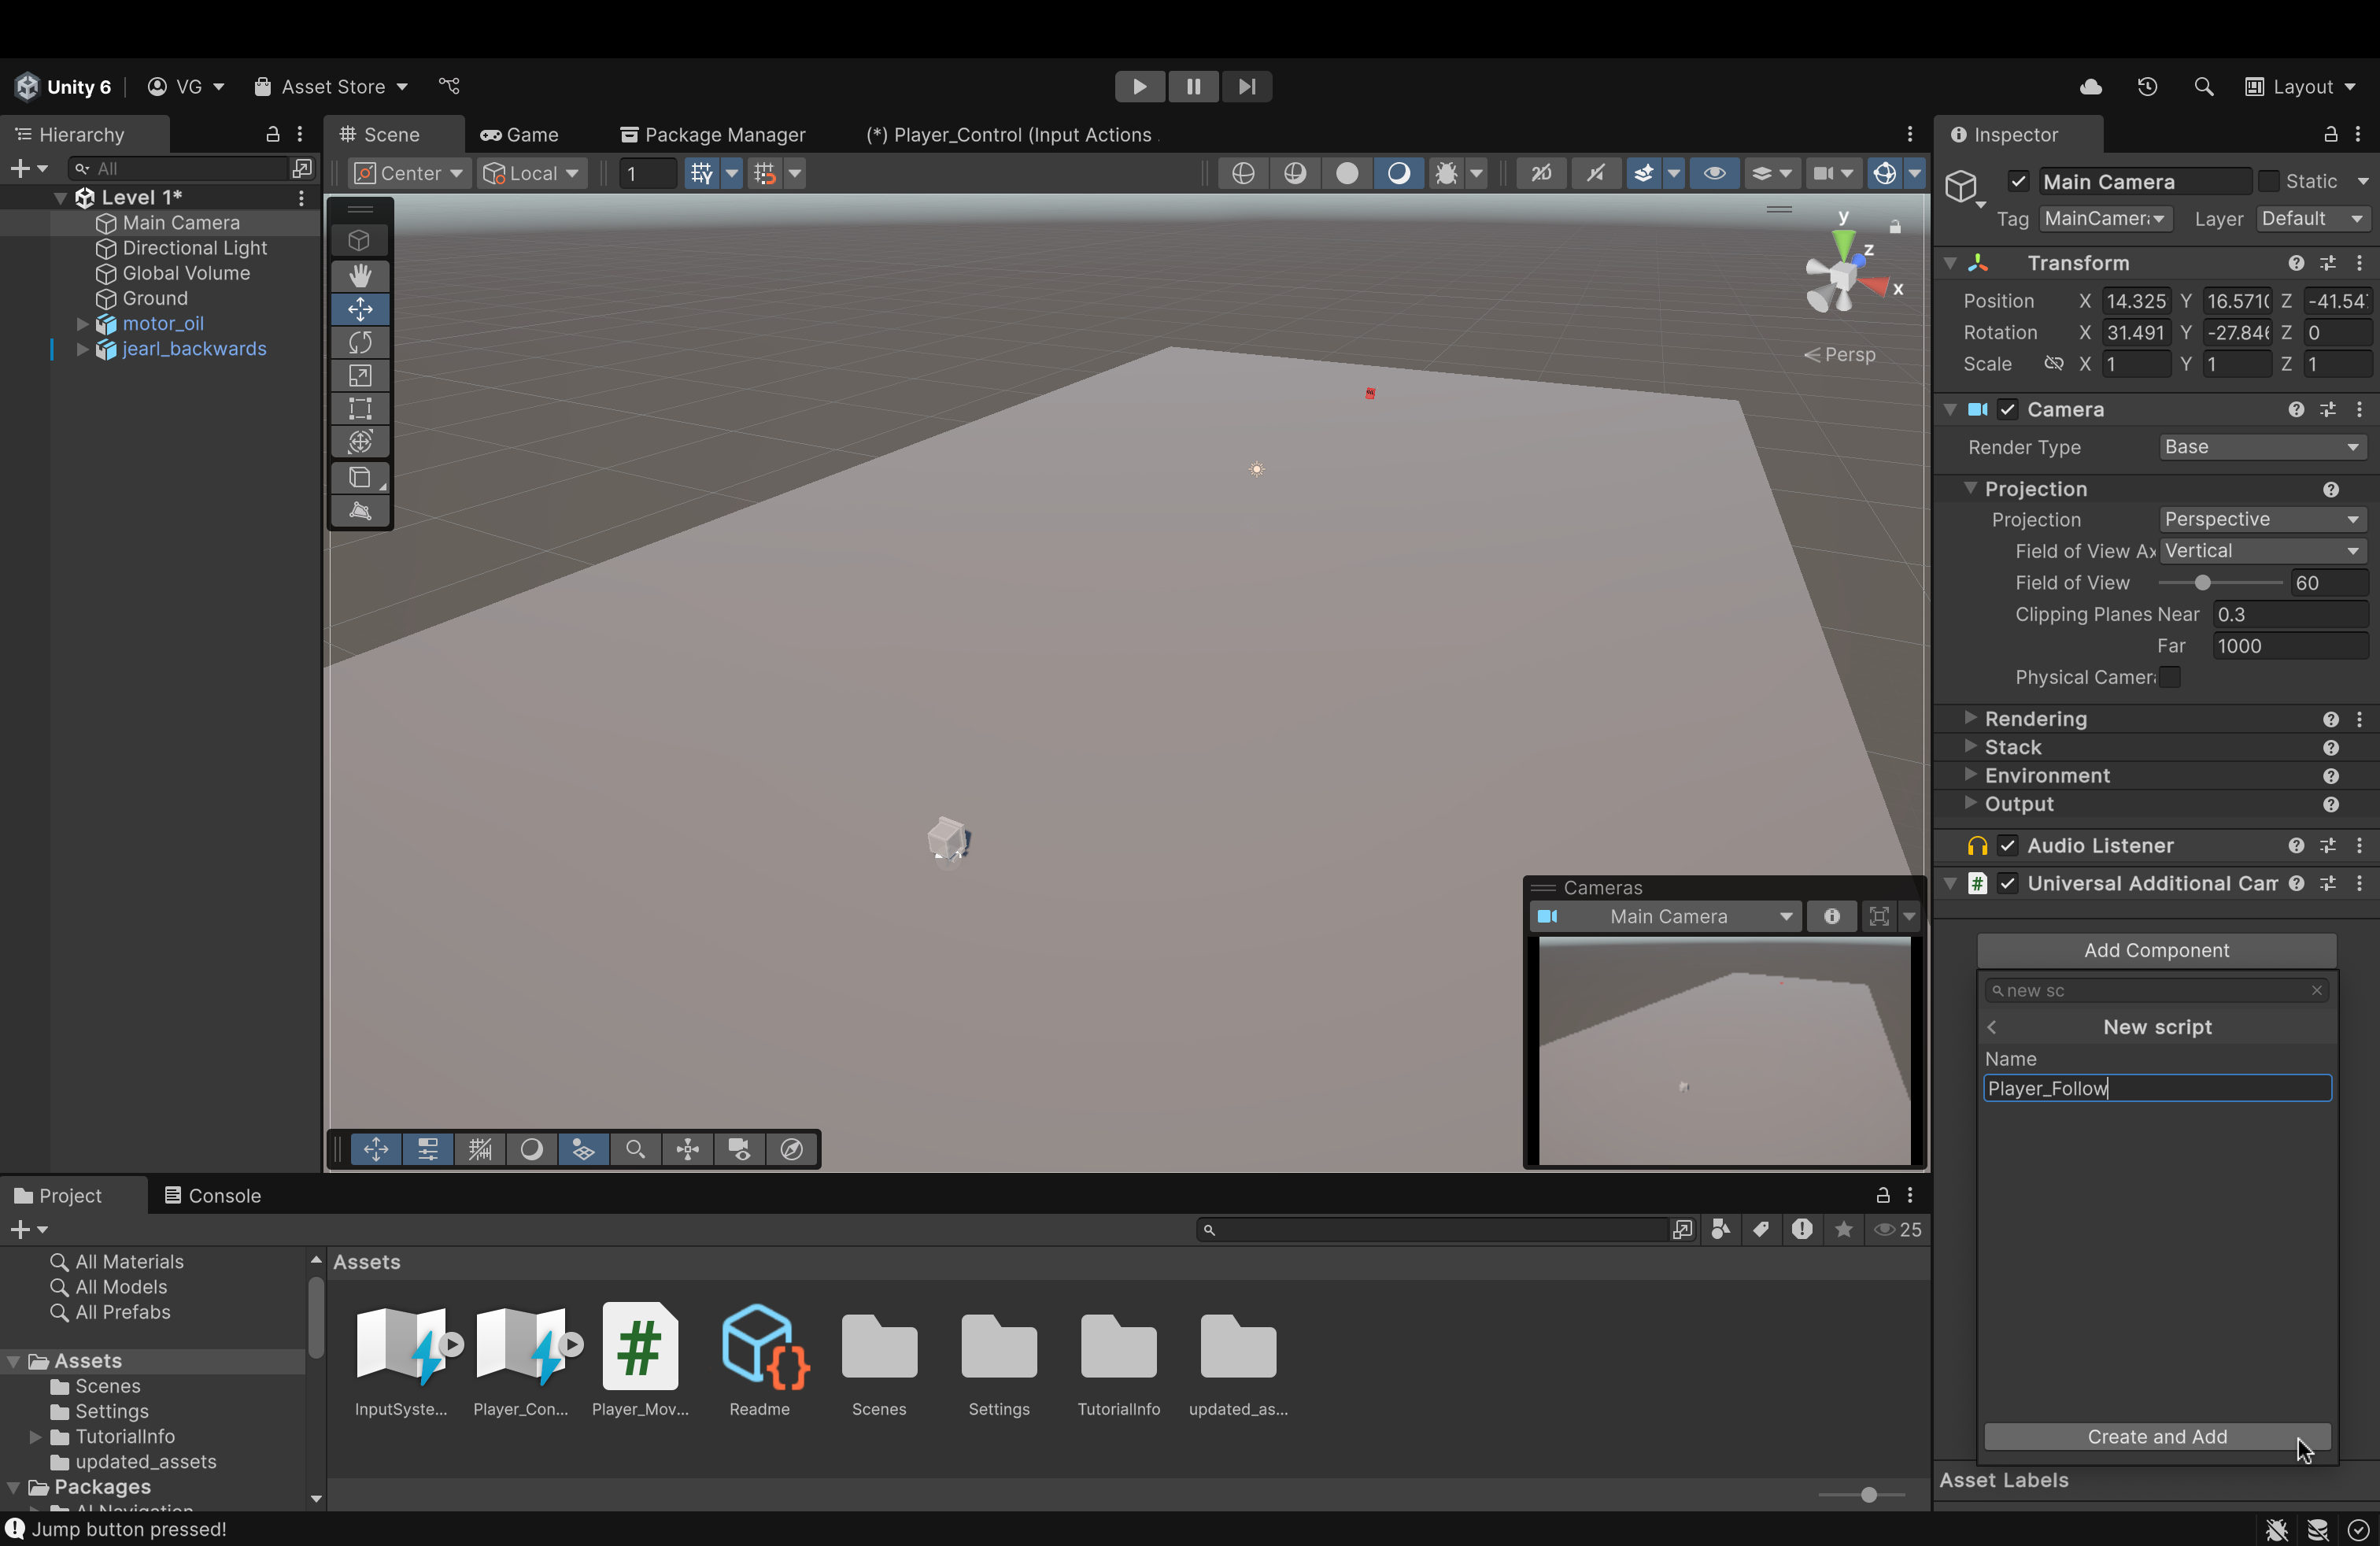 Unity 6 VG Asset Store Layout
Hierarchy
All
Level 1*
Main Camera
Directional Light
Global Volume
Ground
motor_oil
jearl_backwards
Scene Game Package Manager (*) Player_Control (Input Actions
Center Local 1 2D
y
z
x
Persp
Cameras
Main Camera
Inspector
Main Camera Static
Tag MainCamer Layer Default
Transform
Position X 14.325 Y 16.571( Z -41.54
Rotation X 31.491 Y -27.84 Z 0
Scale X 1 Y 1 Z 1
Camera
Render Type Base
Projection
Projection Perspective
Field of View Ax Vertical
Field of View 60
Clipping Planes Near 0.3
Far 1000
Physical Camer
Rendering
Stack
Environment
Output
Audio Listener
# Universal Additional Cam
Add Component
new sc
New script
Name
Player_Follow
Create and Add
Asset Labels
Project Console
25
All Materials
All Models
All Prefabs
Assets
Scenes
Settings
TutorialInfo
updated_assets
Packages
AI Navigation
Assets
InputSyste... Player_Con... Player_Mov... Readme Scenes Settings TutorialInfo updated_as...
Jump button pressed!